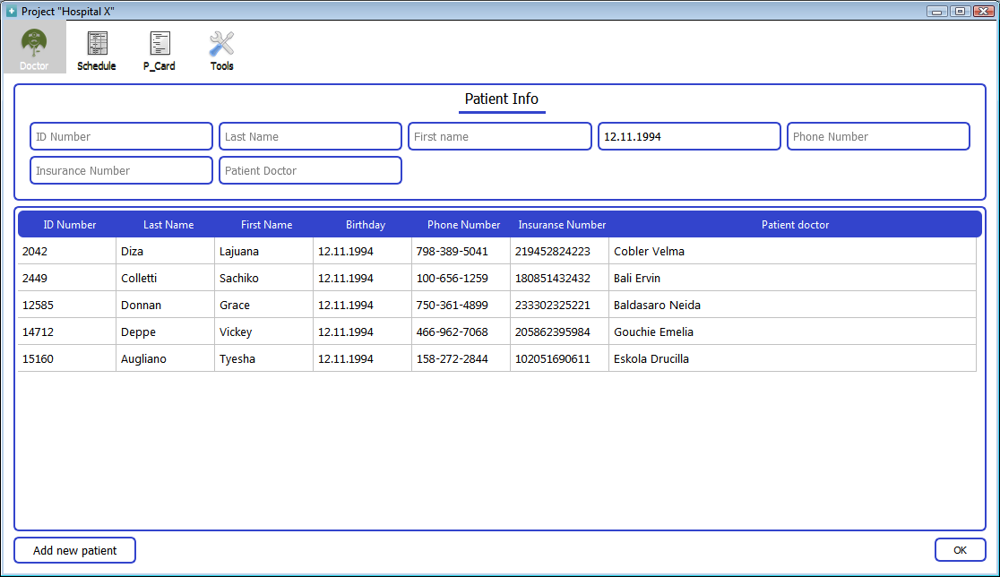 Project "Hospital X"
Doctor Schedule P_Card Tools
Patient Info
ID Number Last Name First name 12.11.1994 Phone Number
Insurance Number Patient Doctor
ID Number Last Name First Name Birthday Phone Number Insuranse Number Patient doctor
2042 Diza Lajuana 12.11.1994 798-389-5041 219452824223 Cobler Velma
2449 Colletti Sachiko 12.11.1994 100-656-1259 180851432432 Bali Ervin
12585 Donnan Grace 12.11.1994 750-361-4899 233302325221 Baldasaro Neida
14712 Deppe Vickey 12.11.1994 466-962-7068 205862395984 Gouchie Emelia
15160 Augliano Tyesha 12.11.1994 158-272-2844 102051690611 Eskola Drucilla
Add new patient OK